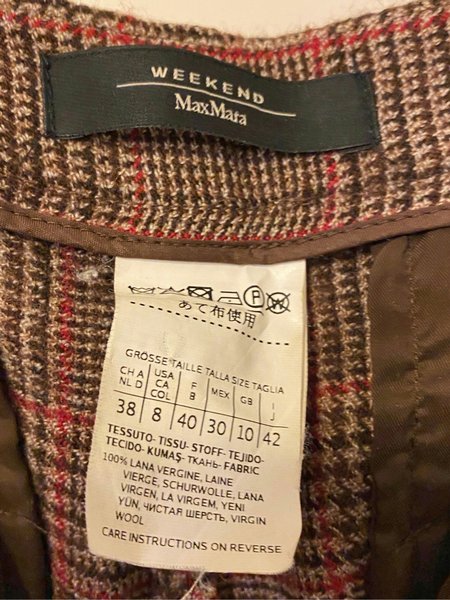 WEEKEND
MaxMara
あて布使用
GRÖSSE TAILLE TALLA SIZE TAGLIA
CH A USA F MEX GB I
NL D CA B J
COL
38 8 40 30 10 42
TESSUTO-TISSU-STOFF-TEJIDO-
TECIDO-KUMAŞ-ТКАНЬ-FABRIC
100% LANA VERGINE, LAINE
VIERGE, SCHURWOLLE, LANA
VIRGEN, LA VIRGEM, YENI
YÜN, ЧИСТАЯ ШЕРСТЬ, VIRGIN
WOOL
CARE INSTRUCTIONS ON REVERSE